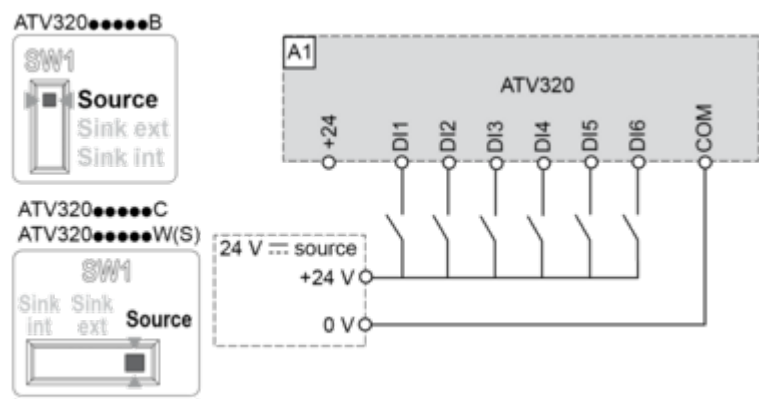 ATV320●●●●●B
SW1
Source
Sink ext
Sink int
ATV320●●●●●C
ATV320●●●●●W(S)
SW1
Sink int
Sink ext
Source
A1
ATV320
+24
DI1
DI2
DI3
DI4
DI5
DI6
COM
24 V ⎓ source
+24 V
0 V